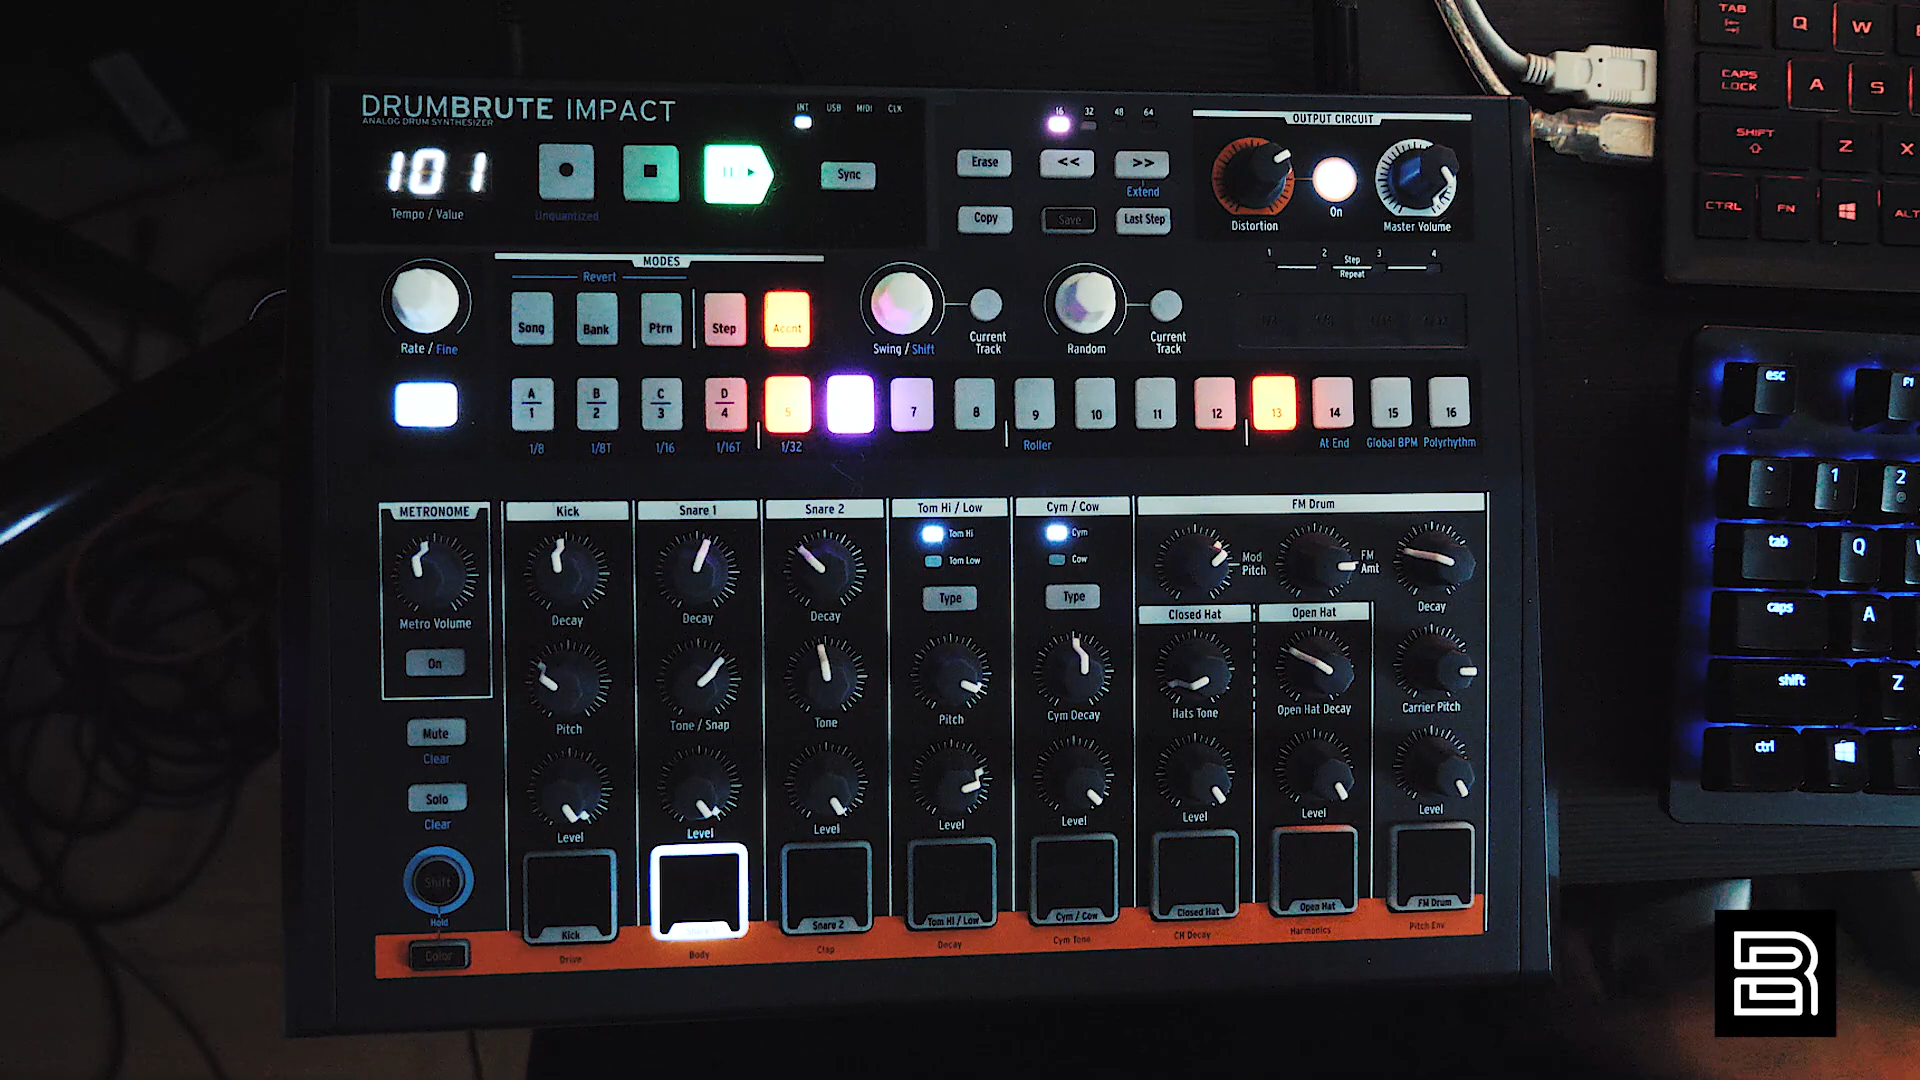 DRUMBRUTE IMPACT
ANALOG DRUM SYNTHESIZER
INT USB MIDI CLK
101
Tempo / Value
Unquantized
Sync
16 32 48 64
Erase << >>
Extend
Copy Save Last Step
OUTPUT CIRCUIT
Distortion On Master Volume
1 2 3 4
Step
Repeat
MODES
Revert
Song Bank Ptrn Step Accnt
Rate / Fine
Swing / Shift
Current
Track
Random
Current
Track
A
1
B
2
C
3
D
4
5 7 8 9 10 11 12 13 14 15 16
1/8 1/8T 1/16 1/16T 1/32 Roller At End Global BPM Polyrhythm
METRONOME Kick Snare 1 Snare 2 Tom Hi / Low Cym / Cow FM Drum
Tom Hi
Tom Low
Type
Cym
Cow
Type
Mod
Pitch
FM
Amt
Metro Volume Decay Decay Decay Decay
Closed Hat Open Hat
On
Pitch Tone / Snap Tone Pitch Cym Decay Hats Tone Open Hat Decay Carrier Pitch
Mute
Clear
Solo
Clear
Level Level Level Level Level Level Level Level
Shift
Hold
Color
Kick Snare 2 Tom Hi / Low Cym / Cow Closed Hat Open Hat FM Drum
Drive Body Clap Decay Cym Tone CH Decay Harmonics Pitch Env
TAB Q W
CAPS
LOCK A S
SHIFT Z X
CTRL FN ALT
esc F1
` 1 2
tab Q
caps A
shift Z
ctrl